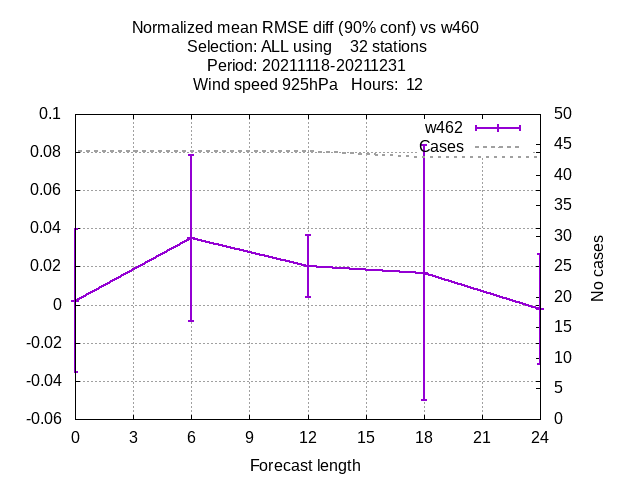 Normalized mean RMSE diff (90% conf) vs w460
Selection: ALL using    32 stations
Period: 20211118-20211231
Wind speed 925hPa   Hours:  12
0.1
0.08
0.06
0.04
0.02
0
-0.02
-0.04
-0.06
w462
Cases
50
45
40
35
30
25
20
15
10
5
0
No cases
0 3 6 9 12 15 18 21 24
Forecast length